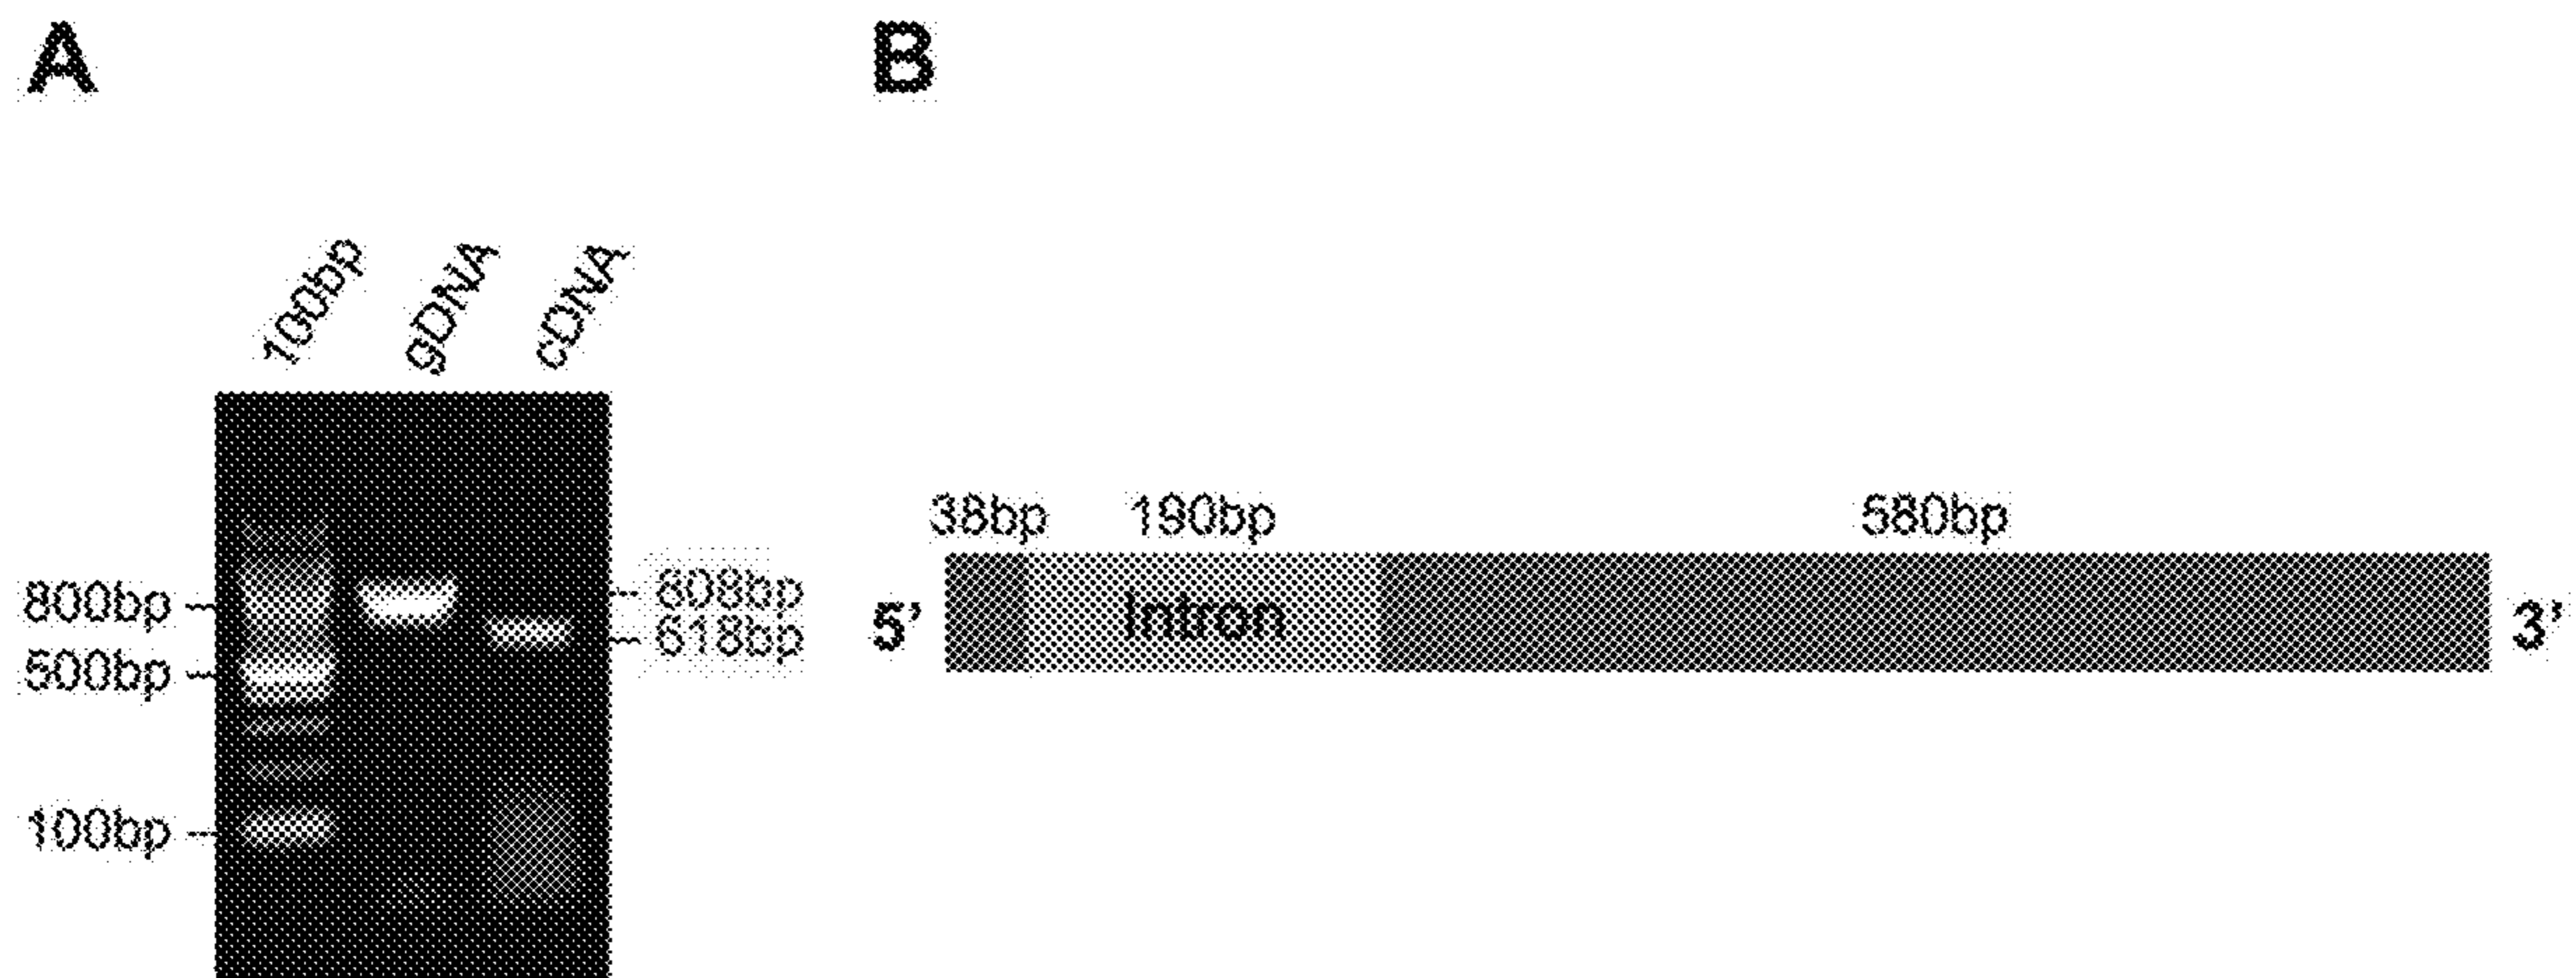 A
B
100bp
gDNA
cDNA
800bp
500bp
100bp
808bp
618bp
38bp
190bp
580bp
5’
Intron
3’